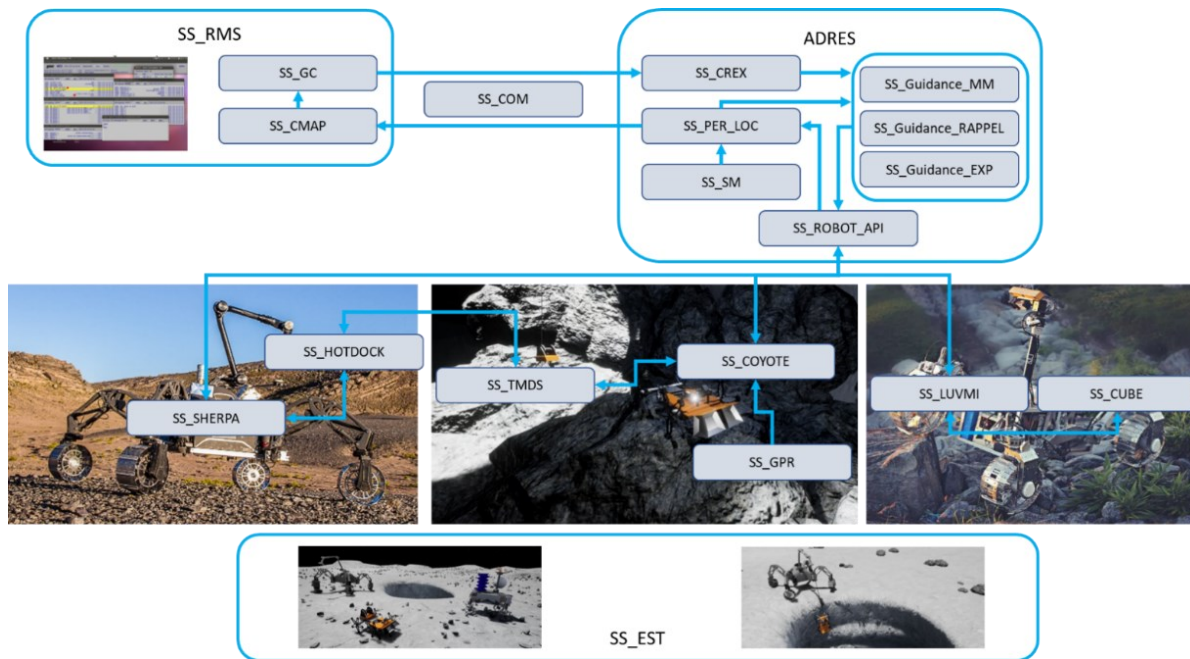 SS_RMS
ADRES
SS_GC
SS_CREX
SS_Guidance_MM
SS_COM
SS_CMAP
SS_PER_LOC
SS_Guidance_RAPPEL
SS_SM
SS_Guidance_EXP
SS_ROBOT_API
SS_HOTDOCK
SS_COYOTE
SS_TMDS
SS_LUVMI
SS_CUBE
SS_SHERPA
SS_GPR
SS_EST